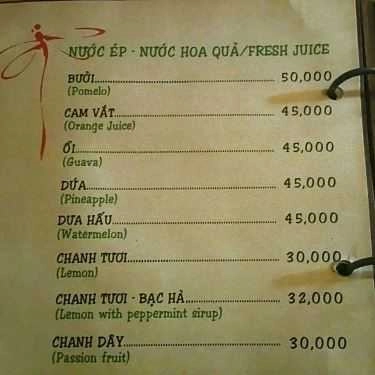 NƯỚC ÉP - NƯỚC HOA QUẢ/FRESH JUICE
BƯỞI 50,000
(Pomelo)
CAM VẮT 45,000
(Orange Juice)
ỔI 45,000
(Guava)
DỨA 45,000
(Pineapple)
DƯA HẤU 45,000
(Watermelon)
CHANH TƯƠI 30,000
(Lemon)
CHANH TƯƠI - BẠC HÀ 32,000
(Lemon with peppermint sirup)
CHANH DÂY 30,000
(Passion fruit)